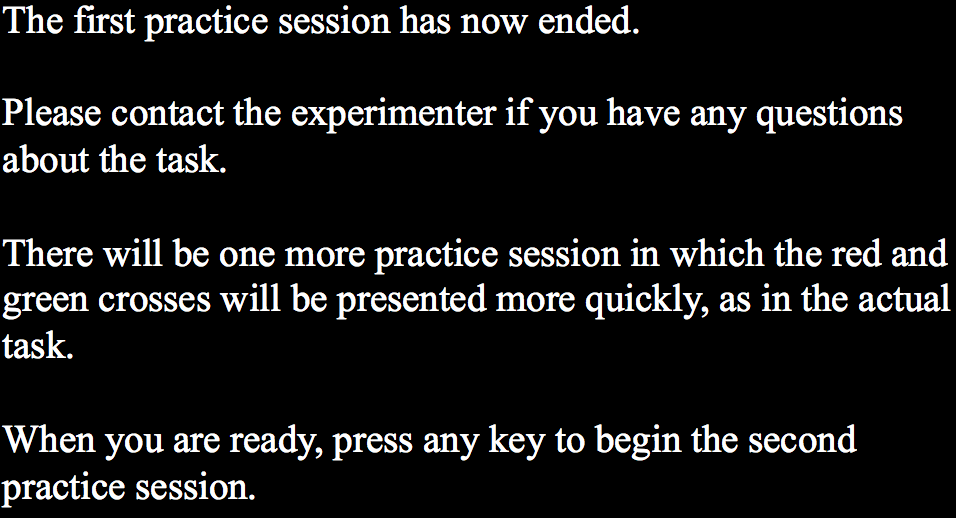 The first practice session has now ended.
Please contact the experimenter if you have any questions
about the task.
There will be one more practice session in which the red and
green crosses will be presented more quickly, as in the actual
task.
When you are ready, press any key to begin the second
practice session.